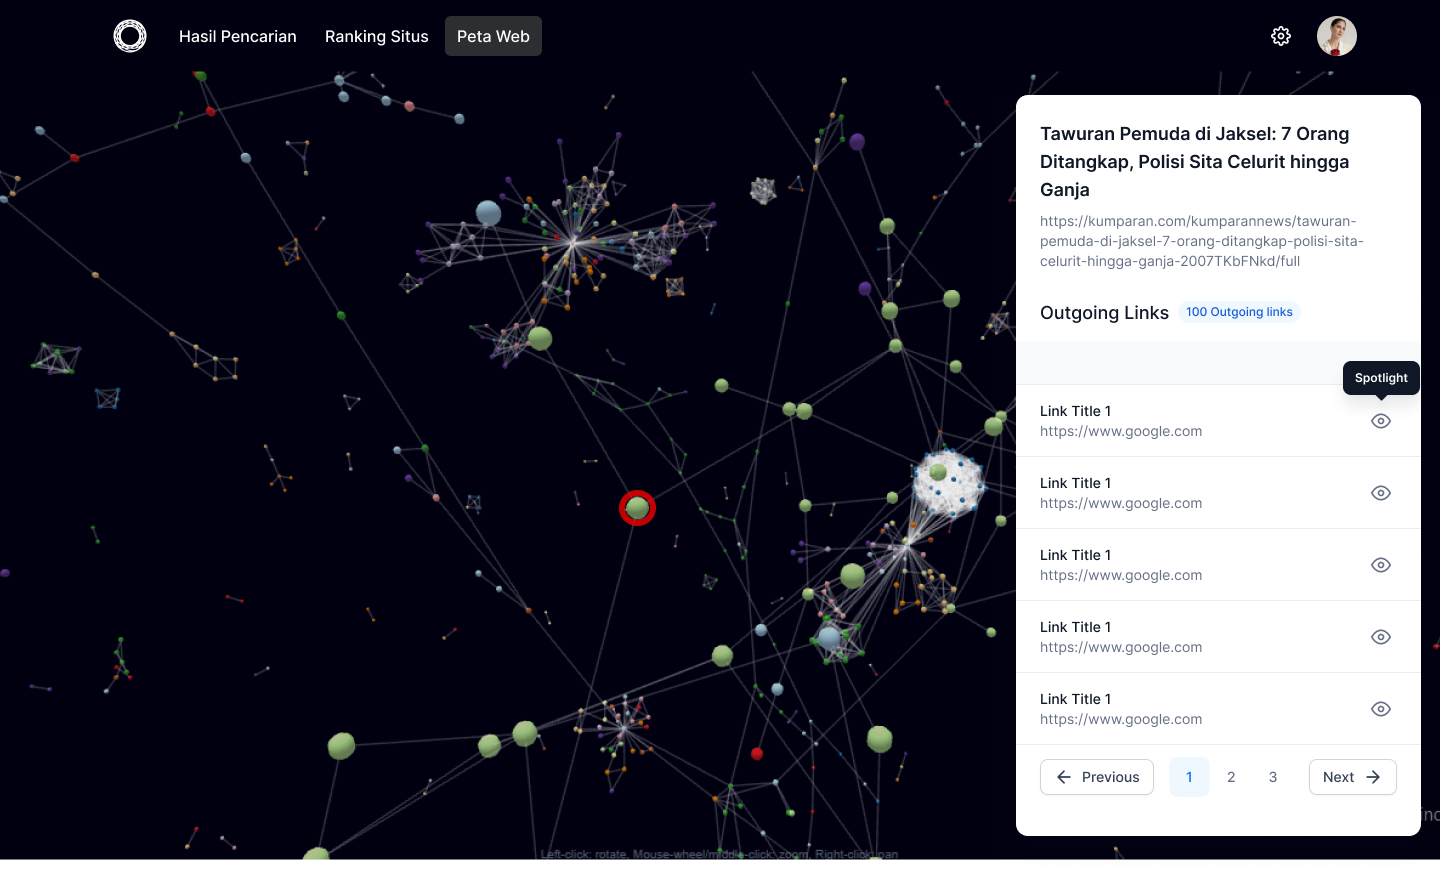 Hasil Pencarian
Ranking Situs
Peta Web
Tawuran Pemuda di Jaksel: 7 Orang
Ditangkap, Polisi Sita Celurit hingga
Ganja
https://kumparan.com/kumparannews/tawuran-
pemuda-di-jaksel-7-orang-ditangkap-polisi-sita-
celurit-hingga-ganja-2007TKbFNkd/full
Outgoing Links
100 Outgoing links
Spotlight
Link Title 1
https://www.google.com
Link Title 1
https://www.google.com
Link Title 1
https://www.google.com
Link Title 1
https://www.google.com
Link Title 1
https://www.google.com
Previous
1
2
3
Next
Left-click: rotate, Mouse-wheel/middle-click: zoom, Right-click: pan